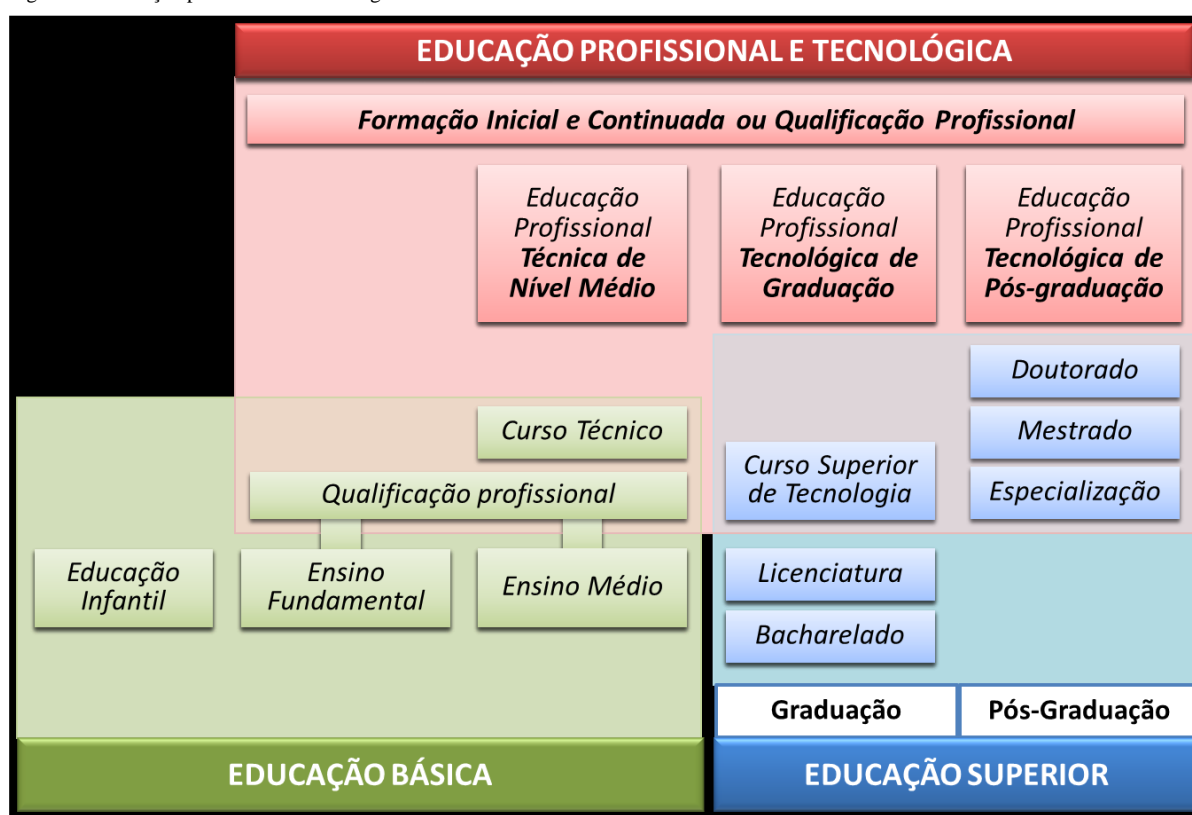 EDUCAÇÃO PROFISSIONAL E TECNOLÓGICA
Formação Inicial e Continuada ou Qualificação Profissional
Educação
Profissional
Técnica de
Nível Médio
Educação
Profissional
Tecnológica de
Graduação
Educação
Profissional
Tecnológica de
Pós-graduação
Doutorado
Curso Técnico
Mestrado
Curso Superior
de Tecnologia
Qualificação profissional
Especialização
Educação
Infantil
Ensino
Fundamental
Ensino Médio
Licenciatura
Bacharelado
Graduação
Pós-Graduação
EDUCAÇÃO BÁSICA
EDUCAÇÃO SUPERIOR